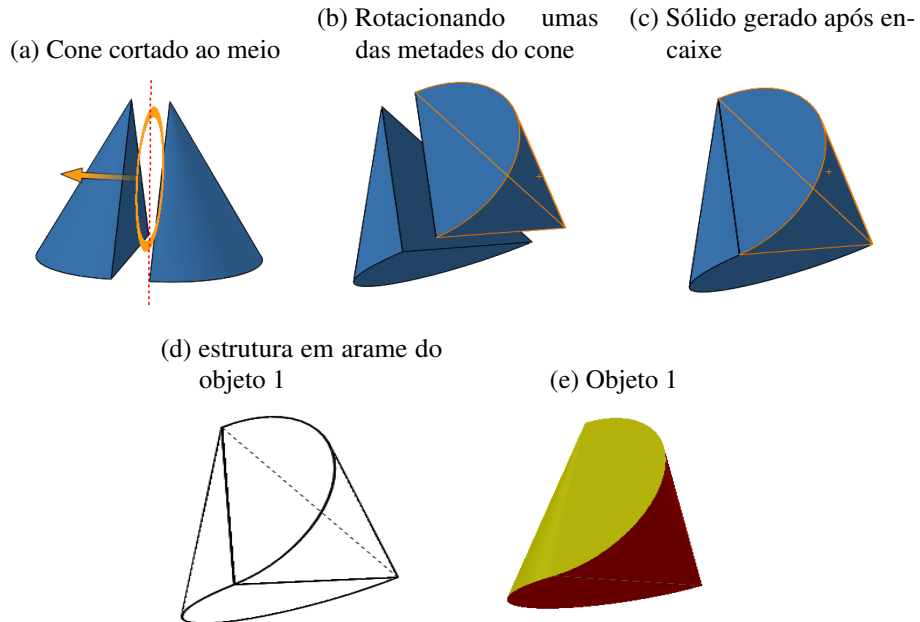 (a) Cone cortado ao meio
(b) Rotacionando umas
das metades do cone
(c) Sólido gerado após en-
caixe
(d) estrutura em arame do
objeto 1
(e) Objeto 1